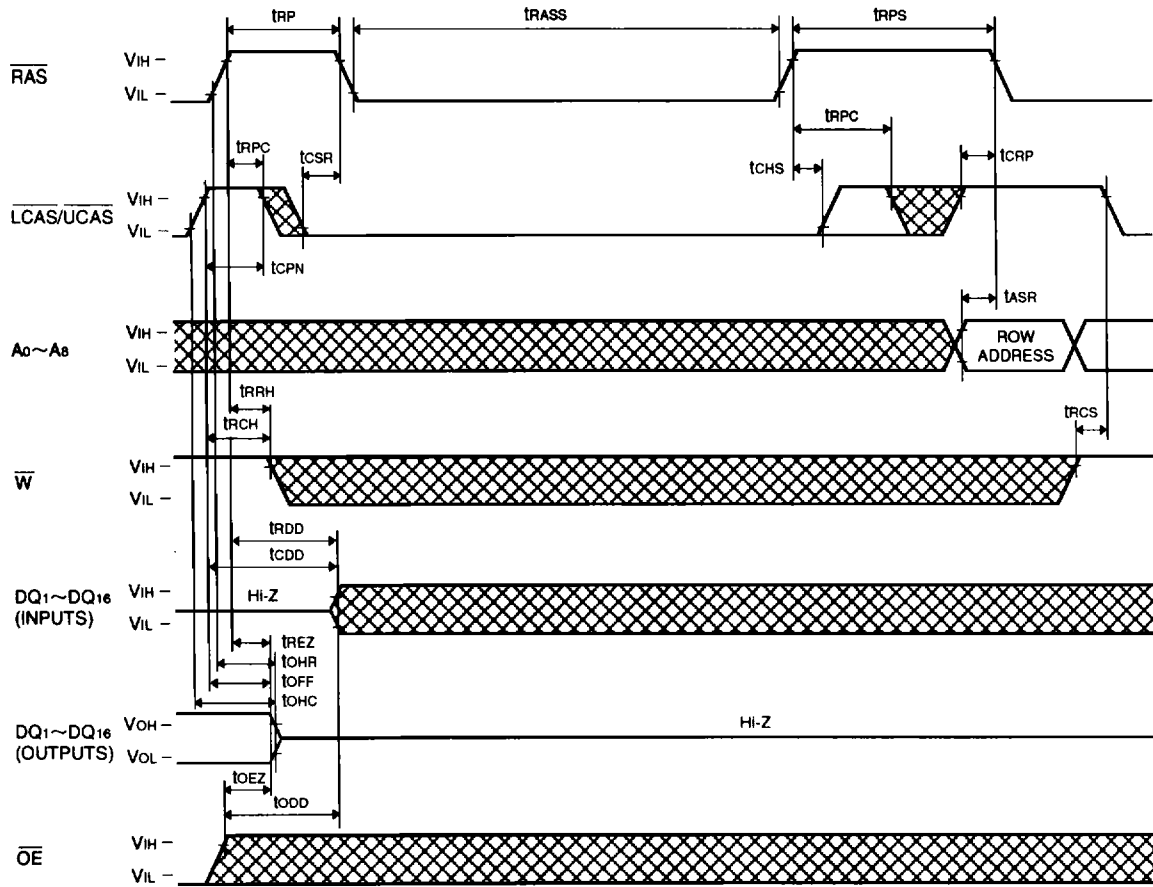 tRP
tRASS
tRPS
RAS
VIH
VIL
tRPC
tCSR
tRPC
tCHS
tCRP
LCAS/UCAS
VIH
VIL
tCPN
tASR
A0~A8
VIH
VIL
ROW
ADDRESS
tRRH
tRCH
tRCS
W
VIH
VIL
tRDD
tCDD
DQ1~DQ16
(INPUTS)
VIH
VIL
Hi-Z
tREZ
tOHR
tOFF
tOHC
DQ1~DQ16
(OUTPUTS)
VOH
VOL
Hi-Z
tOEZ
tODD
OE
VIH
VIL